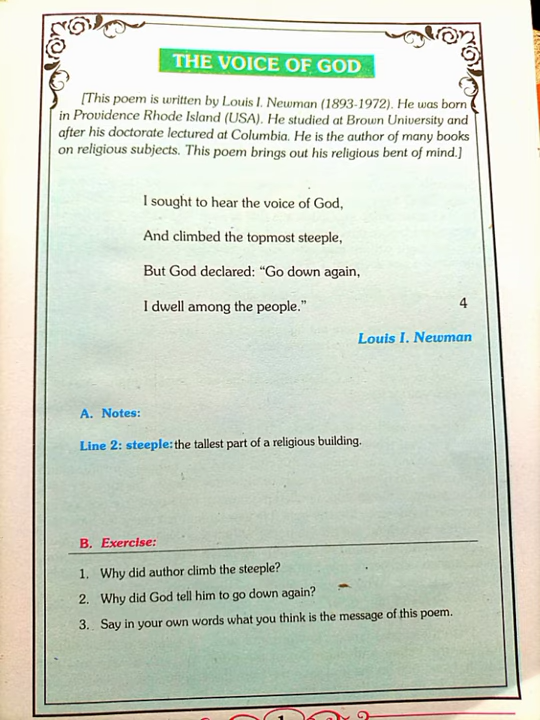 THE VOICE OF GOD
[This poem is written by Louis I. Newman (1893-1972). He was born
in Providence Rhode Island (USA). He studied at Brown University and
after his doctorate lectured at Columbia. He is the author of many books
on religious subjects. This poem brings out his religious bent of mind.]
I sought to hear the voice of God,
And climbed the topmost steeple,
But God declared: “Go down again,
I dwell among the people.” 4
Louis I. Newman
A. Notes:
Line 2: steeple: the tallest part of a religious building.
B. Exercise:
1. Why did author climb the steeple?
2. Why did God tell him to go down again?
3. Say in your own words what you think is the message of this poem.